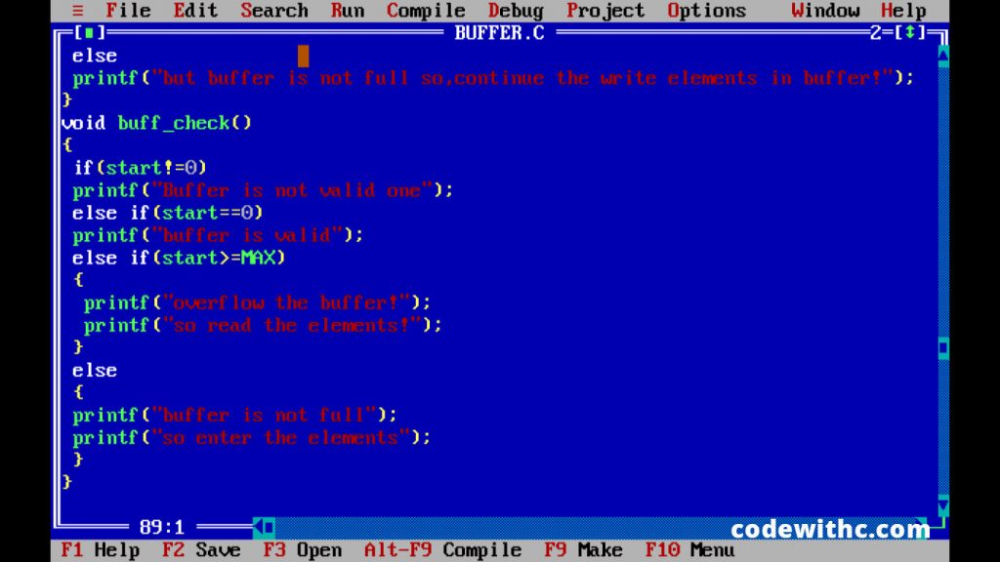 ≡ File Edit Search Run Compile Debug Project Options Window Help
[■] BUFFER.C 2=[↕]
else
printf("but buffer is not full so,continue the write elements in buffer!");
}
void buff_check()
{
if(start!=0)
printf("Buffer is not valid one");
else if(start==0)
printf("buffer is valid");
else if(start>=MAX)
{
printf("overflow the buffer!");
printf("so read the elements!");
}
else
{
printf("buffer is not full");
printf("so enter the elements");
}
}
89:1
codewithc.com
F1 Help F2 Save F3 Open Alt-F9 Compile F9 Make F10 Menu